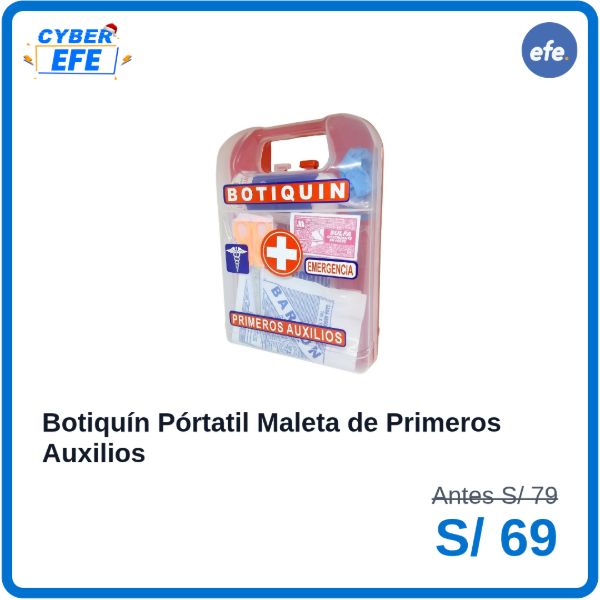 CYBER
EFE
efe.
BOTIQUIN
SULFA
EMERGENCIA
PRIMEROS AUXILIOS
Botiquín Pórtatil Maleta de Primeros
Auxilios
Antes S/ 79
S/ 69